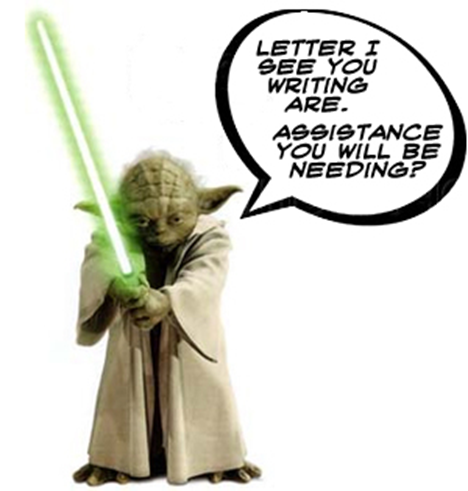 LETTER I
SEE YOU
WRITING
ARE.
ASSISTANCE
YOU WILL BE
NEEDING?